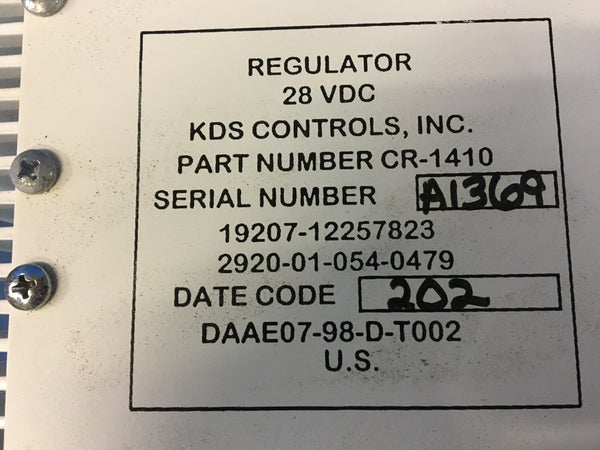 REGULATOR
28 VDC
KDS CONTROLS, INC.
PART NUMBER CR-1410
SERIAL NUMBER A1369
19207-12257823
2920-01-054-0479
DATE CODE 202
DAAE07-98-D-T002
U.S.